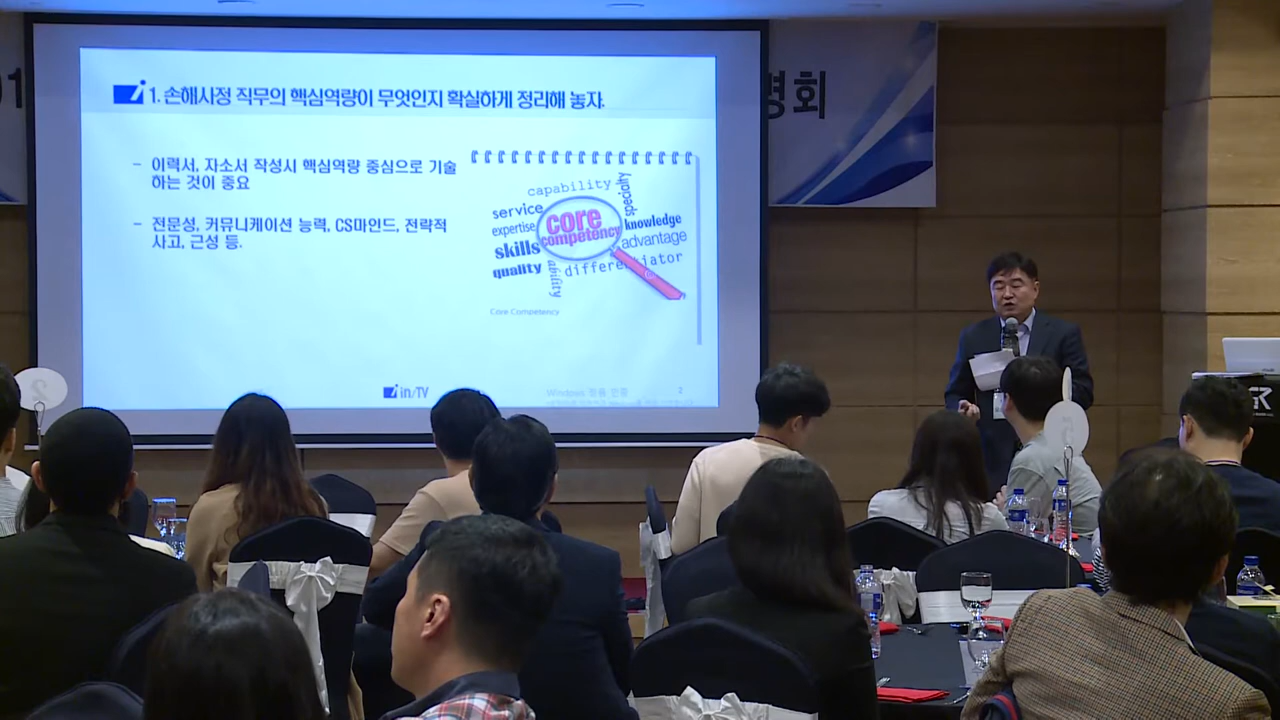 01
명회
1. 손해사정 직무의 핵심역량이 무엇인지 확실하게 정리해 놓자.
- 이력서, 자소서 작성시 핵심역량 중심으로 기술
하는 것이 중요
- 전문성, 커뮤니케이션 능력, CS마인드, 전략적
사고, 근성 등.
capability
specialty
service
core
competency
knowledge
expertise
advantage
skills
differentiator
quality
ability
Core Competency
in/TV
Windows 정품 인증
2
2